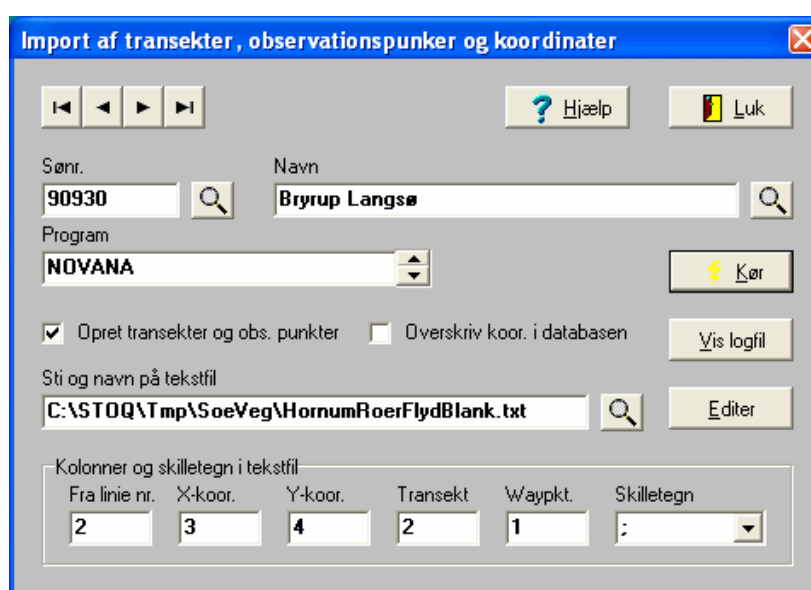 Import af transekter, observationspunker og koordinater
Hjælp
Luk
Sønr.
Navn
90930
Bryrup Langsø
Program
NOVANA
Kør
Opret transekter og obs. punkter
Overskriv koor. i databasen
Vis logfil
Sti og navn på tekstfil
C:\STOQ\Tmp\SoeVeg\HornumRoerFlydBlank.txt
Editer
Kolonner og skilletegn i tekstfil
Fra linie nr.
X-koor.
Y-koor.
Transekt
Waypkt.
Skilletegn
2
3
4
2
1
;